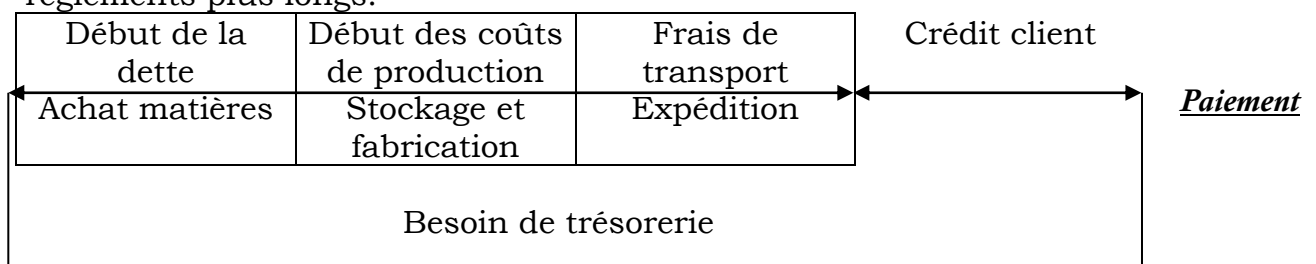 règlements plus longs.
Début de la
dette
Début des coûts
de production
Frais de
transport
Crédit client
Achat matières
Stockage et
fabrication
Expédition
Paiement
Besoin de trésorerie